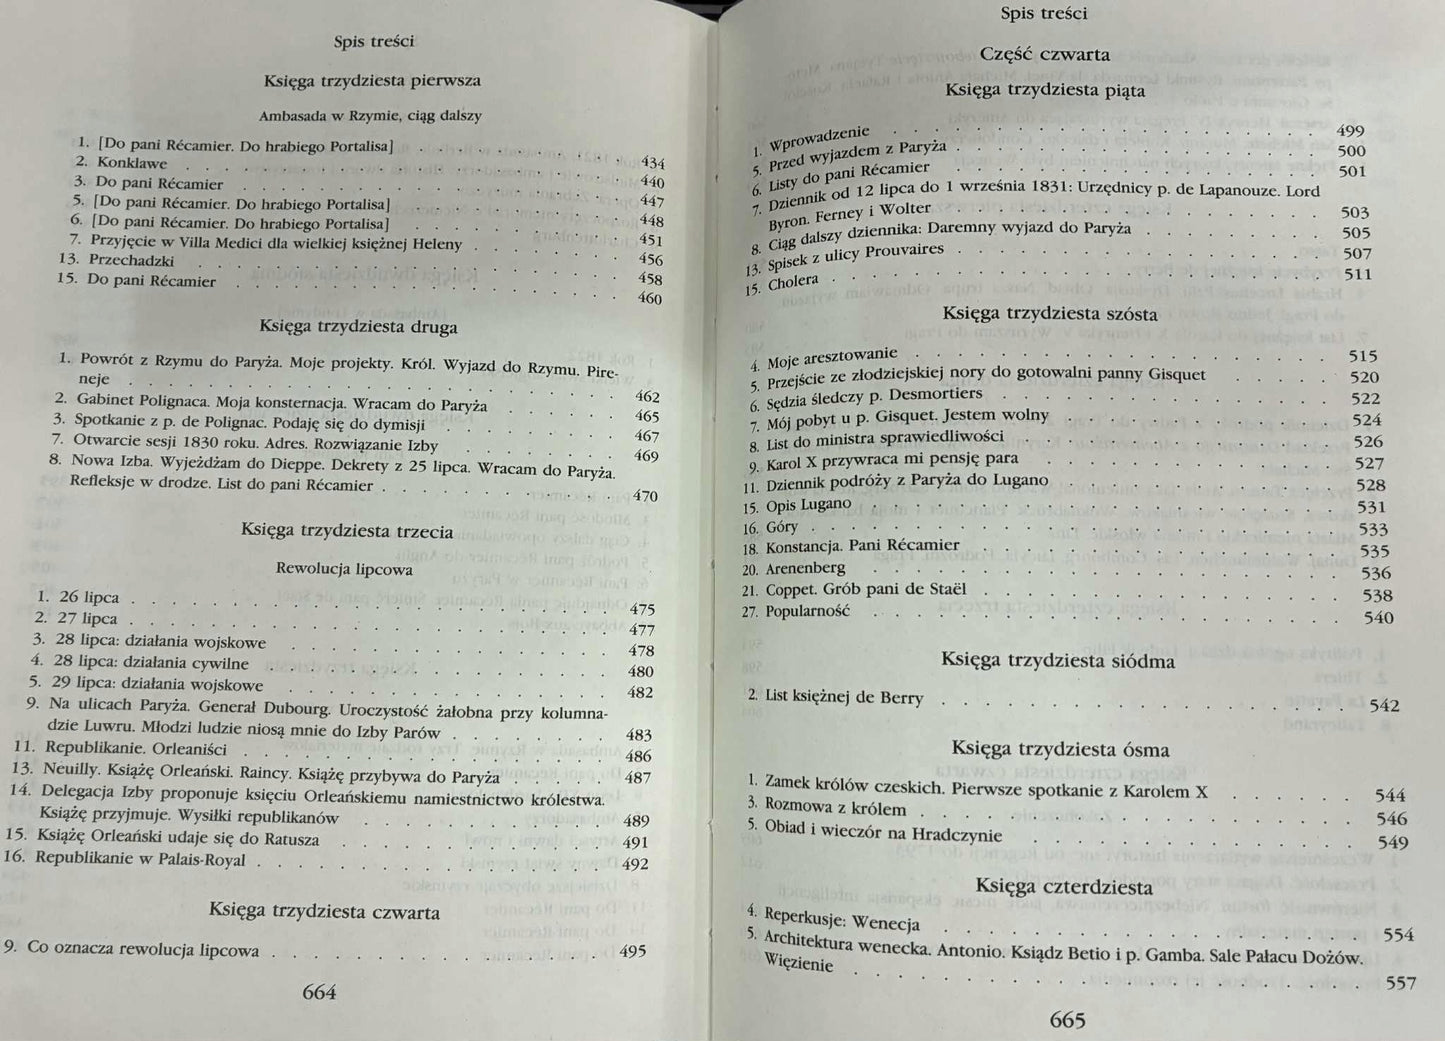 Spis treści
Księga trzydziesta pierwsza
Ambasada w Rzymie, ciąg dalszy
1. [Do pani Récamier. Do hrabiego Portalisa] . . . . . . . . . . 434
2. Konklawe . . . . . . . . . . 440
3. Do pani Récamier . . . . . . . . . . 447
5. [Do pani Récamier. Do hrabiego Portalisa] . . . . . . . . . . 448
6. [Do pani Récamier. Do hrabiego Portalisa] . . . . . . . . . . 451
7. Przyjęcie w Villa Medici dla wielkiej księżnej Heleny . . . . . . . 456
13. Przechadzki . . . . . . . . . . 458
15. Do pani Récamier . . . . . . . . . . 460
Księga trzydziesta druga
1. Powrót z Rzymu do Paryża. Moje projekty. Król. Wyjazd do Rzymu. Pire-
neje . . . . . . . . . . 462
2. Gabinet Polignaca. Moja konsternacja. Wracam do Paryża . . . . . . 465
3. Spotkanie z p. de Polignac. Podaję się do dymisji . . . . . . . . 467
7. Otwarcie sesji 1830 roku. Adres. Rozwiązanie Izby . . . . . . . . 469
8. Nowa Izba. Wyjeżdżam do Dieppe. Dekrety z 25 lipca. Wracam do Paryża.
Refleksje w drodze. List do pani Récamier . . . . . . . . . . 470
Księga trzydziesta trzecia
Rewolucja lipcowa
1. 26 lipca . . . . . . . . . . 475
2. 27 lipca . . . . . . . . . . 477
3. 28 lipca: działania wojskowe . . . . . . . . . . 478
4. 28 lipca: działania cywilne . . . . . . . . . . 480
5. 29 lipca: działania wojskowe . . . . . . . . . . 482
9. Na ulicach Paryża. Generał Dubourg. Uroczystość żałobna przy kolumna-
dzie Luwru. Młodzi ludzie niosą mnie do Izby Parów . . . . . . . . 483
11. Republikanie. Orleaniści . . . . . . . . . . 486
13. Neuilly. Książę Orleański. Raincy. Książę przybywa do Paryża . . . . . 487
14. Delegacja Izby proponuje księciu Orleańskiemu namiestnictwo królestwa.
Książę przyjmuje. Wysiłki republikanów . . . . . . . . . . 489
15. Książę Orleański udaje się do Ratusza . . . . . . . . . . 491
16. Republikanie w Palais-Royal . . . . . . . . . . 492
Księga trzydziesta czwarta
9. Co oznacza rewolucja lipcowa . . . . . . . . . . 495
664
Spis treści
Część czwarta
Księga trzydziesta piąta
1. Wprowadzenie . . . . . . . . . . 499
5. Przed wyjazdem z Paryża . . . . . . . . . . 500
6. Listy do pani Récamier . . . . . . . . . . 501
7. Dziennik od 12 lipca do 1 września 1831: Urzędnicy p. de Lapanouze. Lord
Byron. Ferney i Wolter . . . . . . . . . . 503
8. Ciąg dalszy dziennika: Daremny wyjazd do Paryża . . . . . . . . . 505
13. Spisek z ulicy Prouvaires . . . . . . . . . . 507
15. Cholera . . . . . . . . . . 511
Księga trzydziesta szósta
4. Moje aresztowanie . . . . . . . . . . 515
5. Przejście ze złodziejskiej nory do gotowalni panny Gisquet . . . . . 520
6. Sędzia śledczy p. Desmortiers . . . . . . . . . . 522
7. Mój pobyt u p. Gisquet. Jestem wolny . . . . . . . . . . 524
8. List do ministra sprawiedliwości . . . . . . . . . . 526
9. Karol X przywraca mi pensję para . . . . . . . . . . 527
11. Dziennik podróży z Paryża do Lugano . . . . . . . . . . 528
15. Opis Lugano . . . . . . . . . . 531
16. Góry . . . . . . . . . . 533
18. Konstancja. Pani Récamier . . . . . . . . . . 535
20. Arenenberg . . . . . . . . . . 536
21. Coppet. Grób pani de Staël . . . . . . . . . . 538
27. Popularność . . . . . . . . . . 540
Księga trzydziesta siódma
2. List księżnej de Berry . . . . . . . . . . 542
Księga trzydziesta ósma
1. Zamek królów czeskich. Pierwsze spotkanie z Karolem X . . . . . . 544
3. Rozmowa z królem . . . . . . . . . . 546
5. Obiad i wieczór na Hradczynie . . . . . . . . . . 549
Księga czterdziesta
4. Reperkusje: Wenecja . . . . . . . . . . 554
5. Architektura wenecka. Antonio. Ksiądz Betio i p. Gamba. Sale Pałacu Dożów.
Więzienie . . . . . . . . . . 557
665